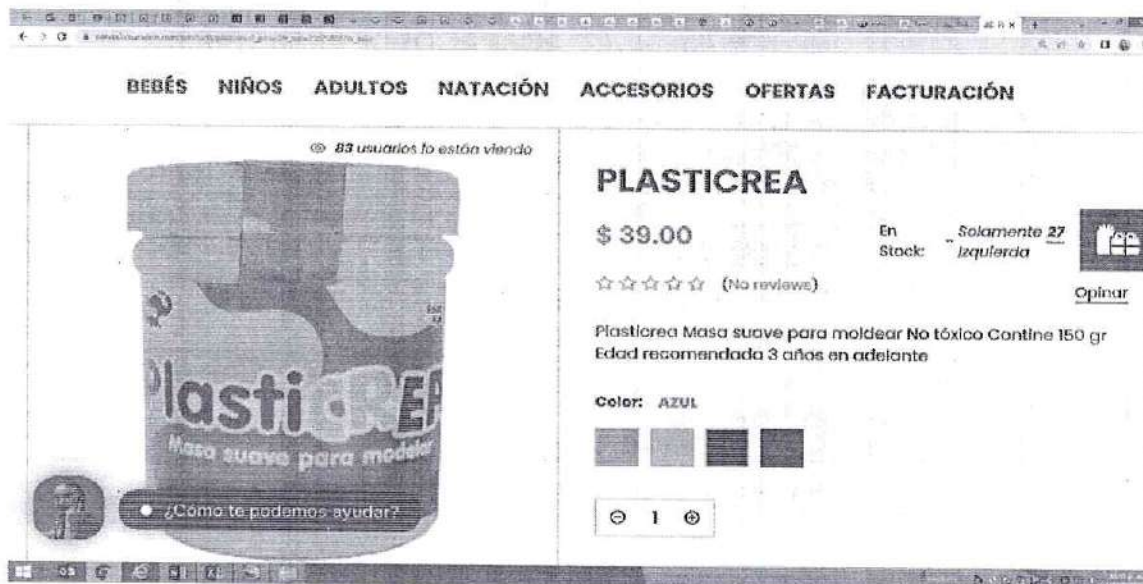 BEBÉS NIÑOS ADULTOS NATACIÓN ACCESORIOS OFERTAS FACTURACIÓN
83 usuarios lo están viendo
PLASTICREA
$ 39.00
En Stock:
Solamente 27 Izquierda
(No reviews)
Opinar
Plasticrea Masa suave para moldear No tóxico Contine 150 gr
Edad recomendada 3 años en adelante
Color: AZUL
1
PlastiCREA
Masa suave para modelar
¿Cómo te podemos ayudar?